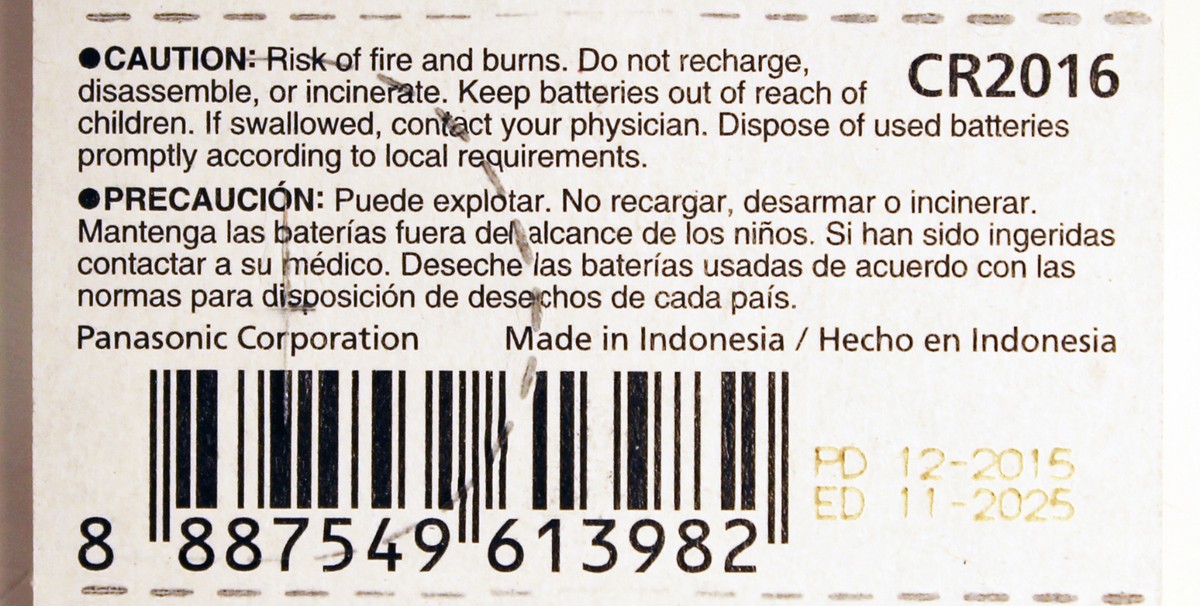 ●CAUTION: Risk of fire and burns. Do not recharge,
disassemble, or incinerate. Keep batteries out of reach of
children. If swallowed, contact your physician. Dispose of used batteries
promptly according to local requirements.
CR2016
●PRECAUCIÓN: Puede explotar. No recargar, desarmar o incinerar.
Mantenga las baterías fuera del alcance de los niños. Si han sido ingeridas
contactar a su médico. Deseche las baterías usadas de acuerdo con las
normas para disposición de desechos de cada país.
Panasonic Corporation Made in Indonesia / Hecho en Indonesia
PD 12-2015
ED 11-2025
8 887549 613982